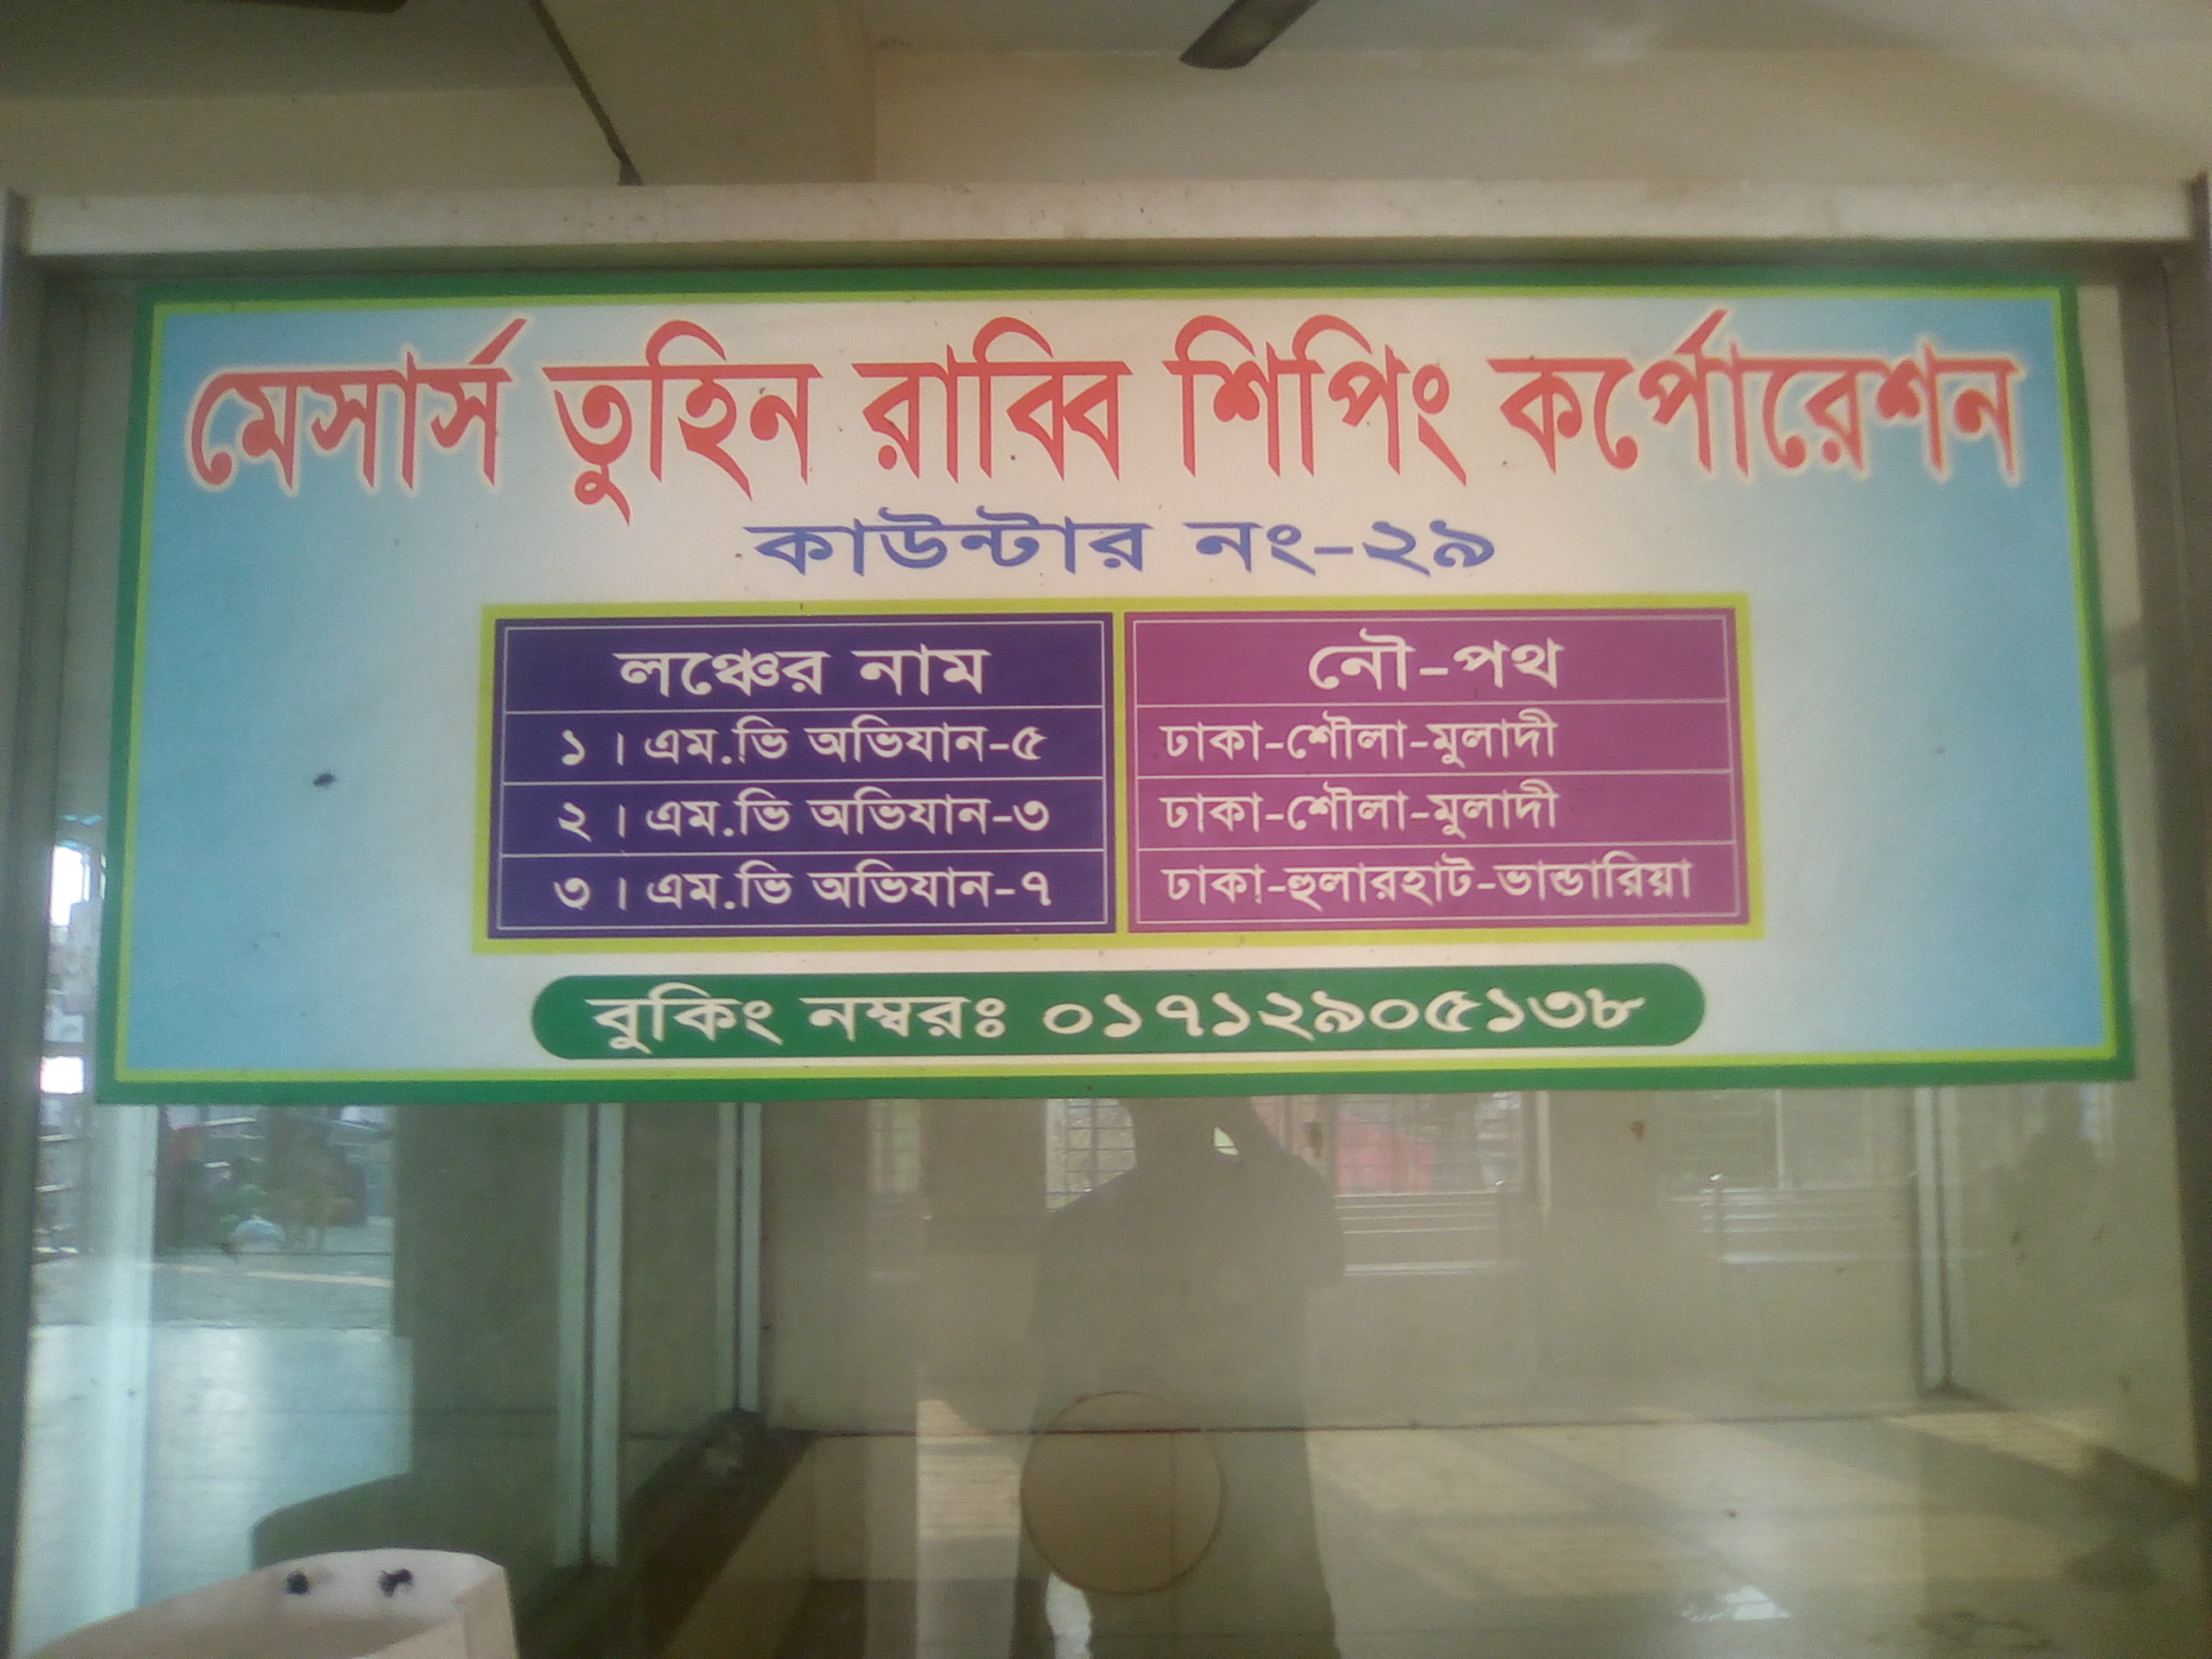 মেসার্স তুহিন রাব্বি শিপিং কর্পোরেশন
কাউন্টার নং-২৯
লঞ্চের নাম নৌ-পথ
১। এম.ভি অভিযান-৫ ঢাকা-শৌলা-মুলাদী
২। এম.ভি অভিযান-৩ ঢাকা-শৌলা-মুলাদী
৩। এম.ভি অভিযান-৭ ঢাকা-হুলারহাট-ভান্ডারিয়া
বুকিং নম্বরঃ ০১৭১২৯০৫১৩৮